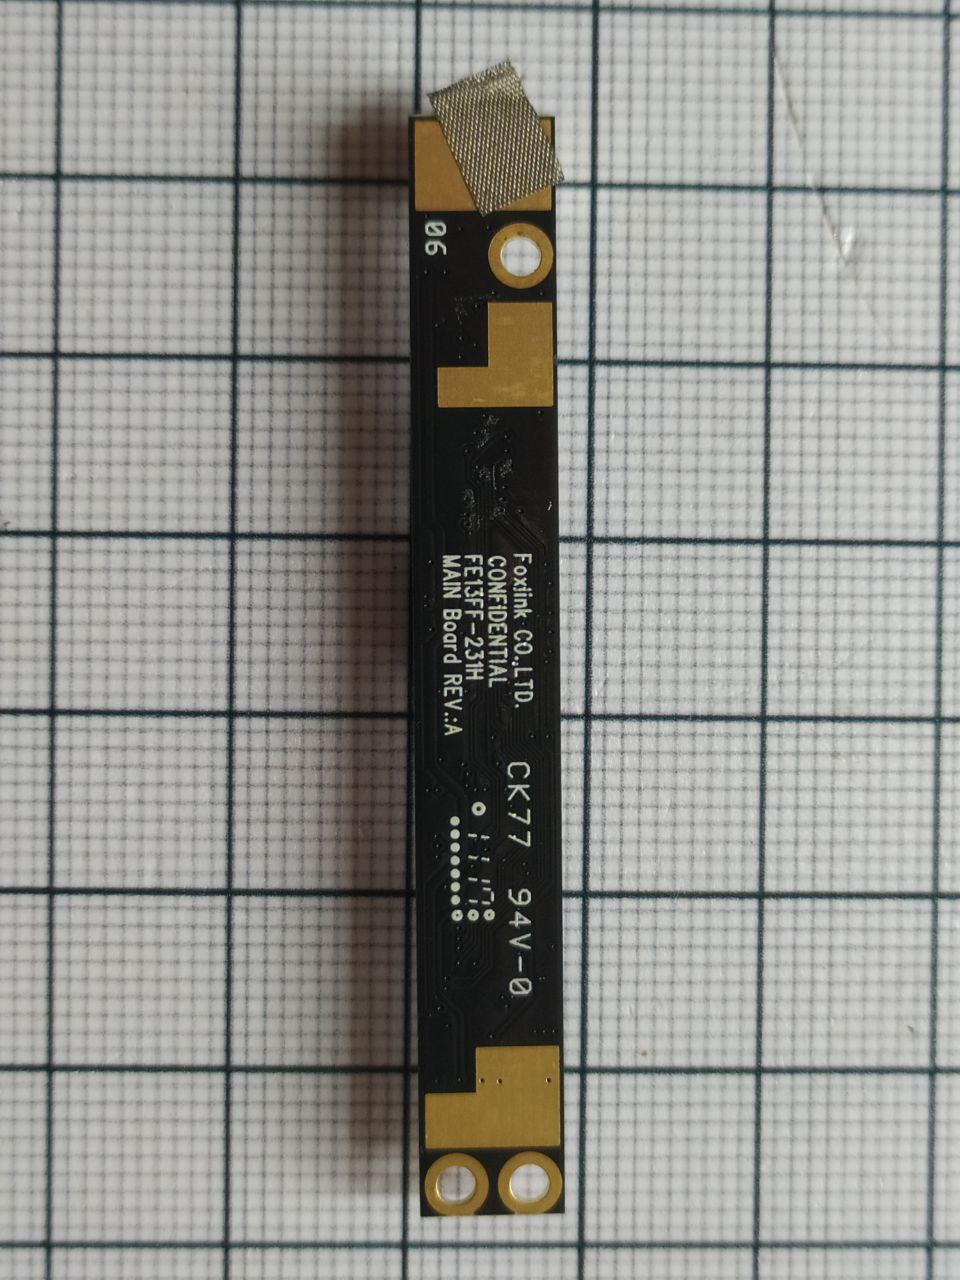 06
Foxlink CO.,LTD.
CONFIDENTIAL
FE13FF-231H
MAIN Board REV.:A
CK77 94V-0